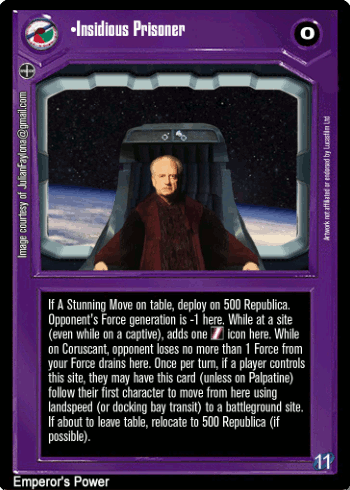 •Insidious Prisoner
0
Image courtesy of JulianFaylona@gmail.com
Artwork not affiliated or endorsed by Lucasfilm Ltd
If A Stunning Move on table, deploy on 500 Republica.
Opponent's Force generation is -1 here. While at a site
(even while on a captive), adds one icon here. While
on Coruscant, opponent loses no more than 1 Force from
your Force drains here. Once per turn, if a player controls
this site, they may have this card (unless on Palpatine)
follow their first character to move from here using
landspeed (or docking bay transit) to a battleground site.
If about to leave table, relocate to 500 Republica (if
possible).
11
Emperor's Power